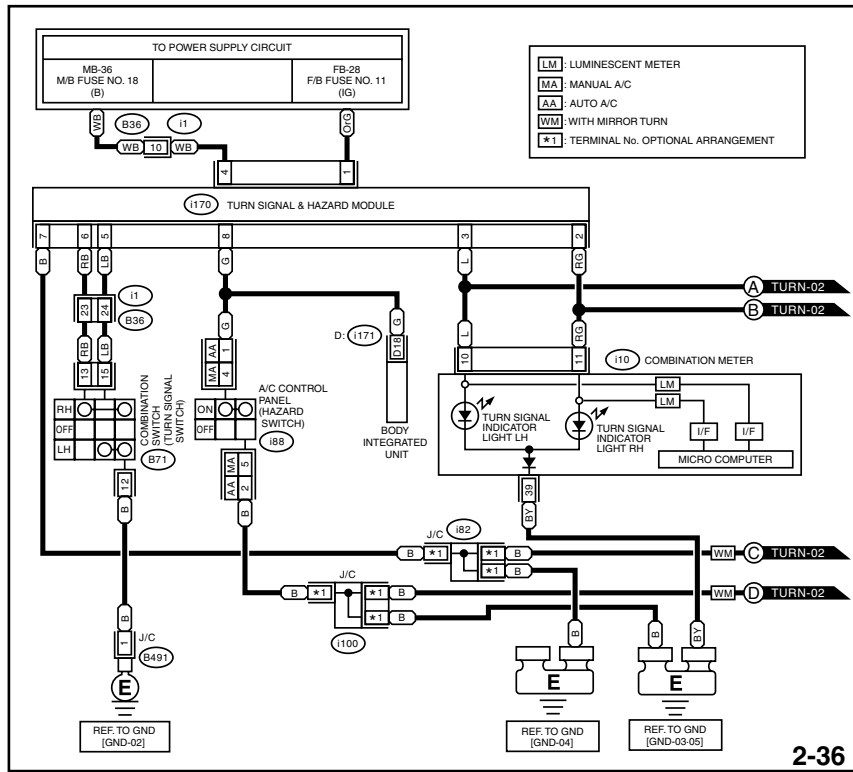 TO POWER SUPPLY CIRCUIT
MB-36
M/B FUSE NO. 18
(B)
FB-28
F/B FUSE NO. 11
(IG)
LM : LUMINESCENT METER
MA : MANUAL A/C
AA : AUTO A/C
WM : WITH MIRROR TURN
*1 : TERMINAL No. OPTIONAL ARRANGEMENT
WB
B36
i1
OrG
WB 10 WB
4
1
i170 TURN SIGNAL & HAZARD MODULE
7
6
5
8
3
2
B
RB
LB
G
L
RG
A TURN-02
B TURN-02
23
24
i1
B36
G
D: i171
D18
G
L
RG
RB
LB
AA 1
MA 4
10
11
i10 COMBINATION METER
13
15
RH
OFF
LH
COMBINATION
SWITCH
(TURN SIGNAL
SWITCH)
B71
ON
OFF
A/C CONTROL
PANEL
(HAZARD
SWITCH)
i88
BODY
INTEGRATED
UNIT
TURN SIGNAL
INDICATOR
LIGHT LH
TURN SIGNAL
INDICATOR
LIGHT RH
LM
LM
I/F
I/F
MICRO COMPUTER
12
B
MA 5
AA 2
B
39
BY
J/C
i82
B *1
*1 B
*1 B
WM C TURN-02
J/C
B *1
*1 B
*1 B
i100
WM D TURN-02
B
1
J/C
B491
E
REF. TO GND
[GND-02]
B
E
REF. TO GND
[GND-04]
B
BY
E
REF. TO GND
[GND-03·05]
2-36